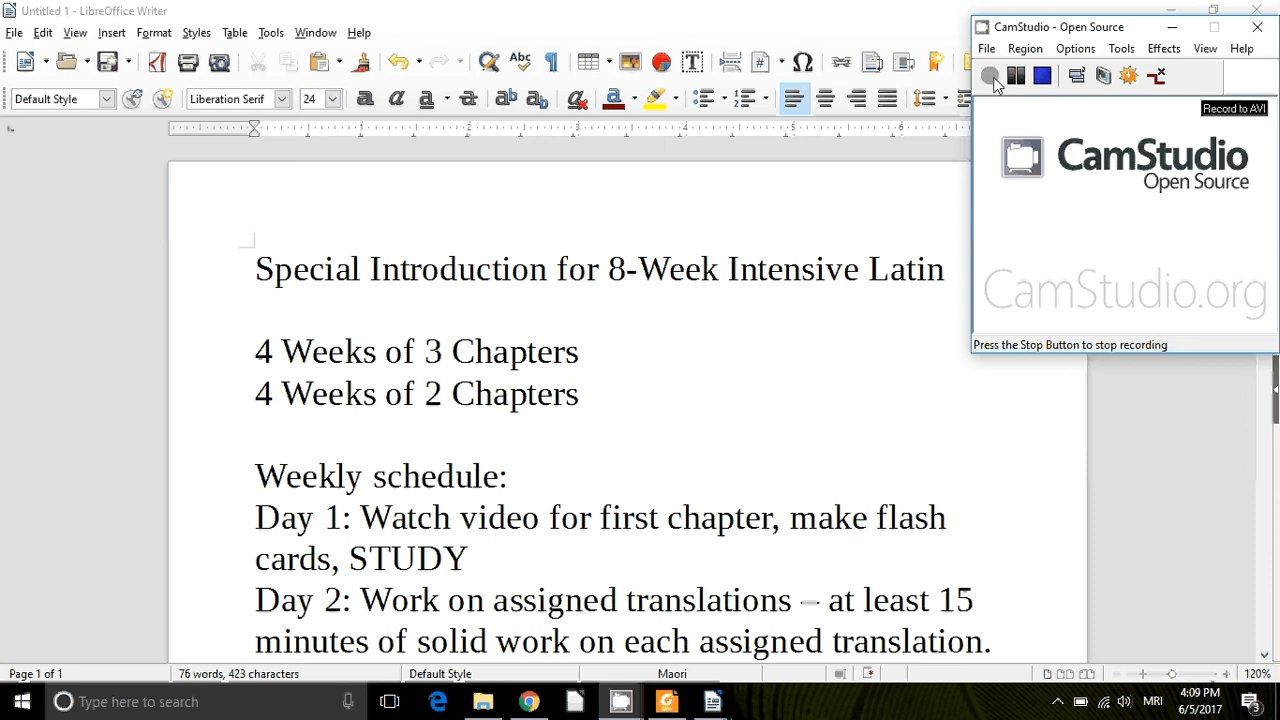 Untitled 1 - LibreOffice Writer
File Edit View Insert Format Styles Table Tools Window Help
Default Style Liberation Serif 24
CamStudio - Open Source
File Region Options Tools Effects View Help
Record to AVI
CamStudio
Open Source
CamStudio.org
Press the Stop Button to stop recording
Special Introduction for 8-Week Intensive Latin
4 Weeks of 3 Chapters
4 Weeks of 2 Chapters
Weekly schedule:
Day 1: Watch video for first chapter, make flash
cards, STUDY
Day 2: Work on assigned translations – at least 15
minutes of solid work on each assigned translation.
Page 1 of 1 76 words, 423 characters Default Style Maori 120%
Type here to search
MRI
4:09 PM
6/5/2017
3